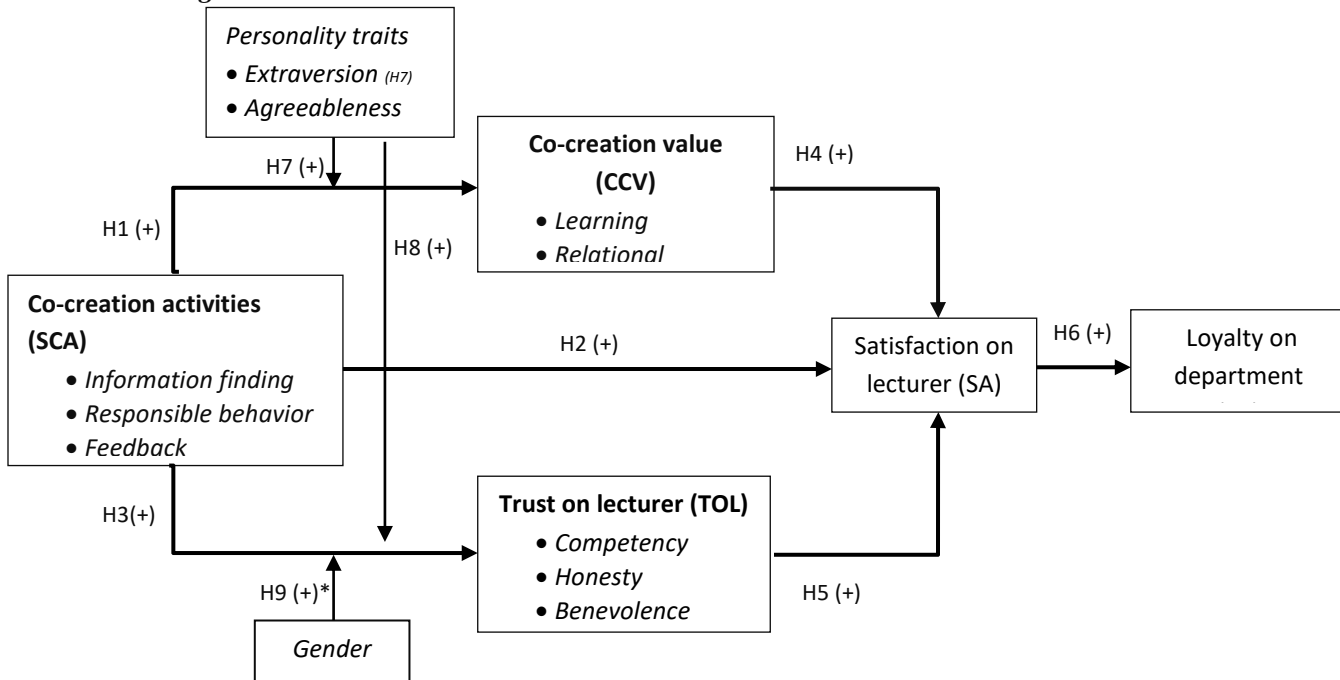 Personality traits
• Extraversion (H7)
• Agreeableness
H7 (+)
Co-creation value
(CCV)
• Learning
• Relational
H4 (+)
H1 (+)
H8 (+)
Co-creation activities
(SCA)
• Information finding
• Responsible behavior
• Feedback
H2 (+)
Satisfaction on
lecturer (SA)
H6 (+)
Loyalty on
department
H3(+)
Trust on lecturer (TOL)
• Competency
• Honesty
• Benevolence
H9 (+)*
H5 (+)
Gender